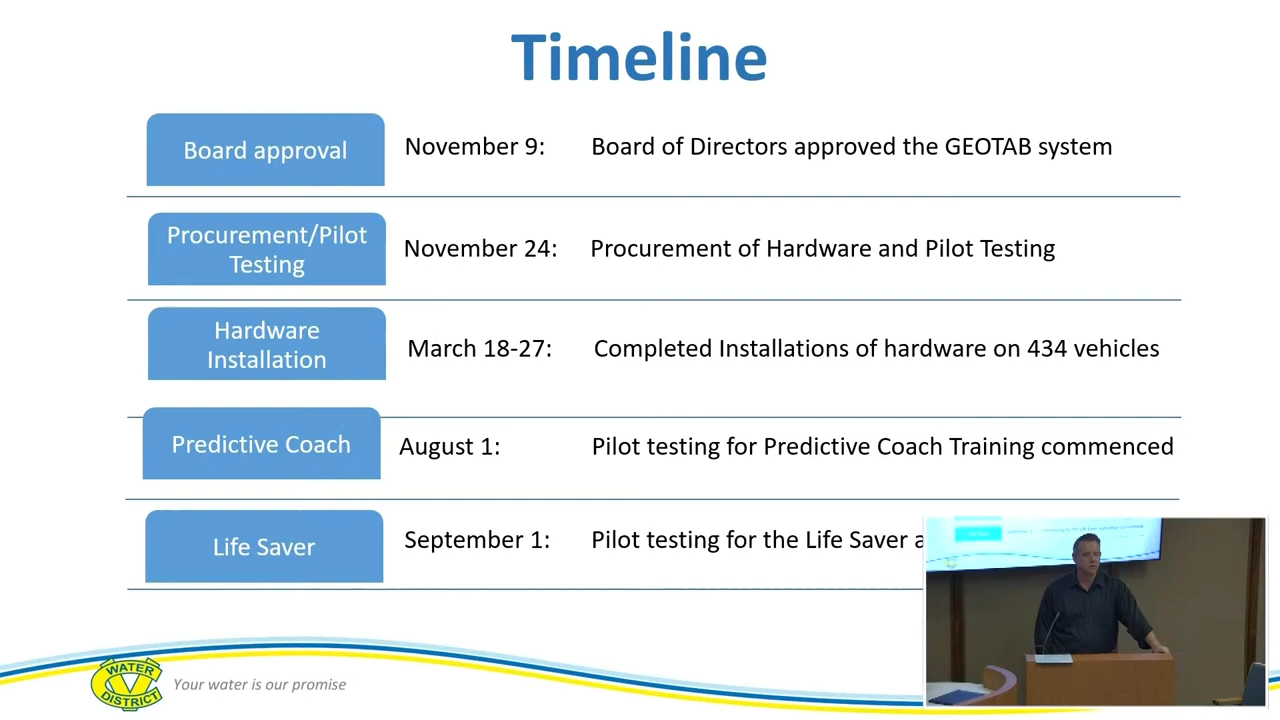 Timeline
Board approval
November 9:
Board of Directors approved the GEOTAB system
Procurement/Pilot
Testing
November 24:
Procurement of Hardware and Pilot Testing
Hardware
Installation
March 18-27:
Completed Installations of hardware on 434 vehicles
Predictive Coach
August 1:
Pilot testing for Predictive Coach Training commenced
Life Saver
September 1:
Pilot testing for the Life Saver a
WATER
DISTRICT
Your water is our promise